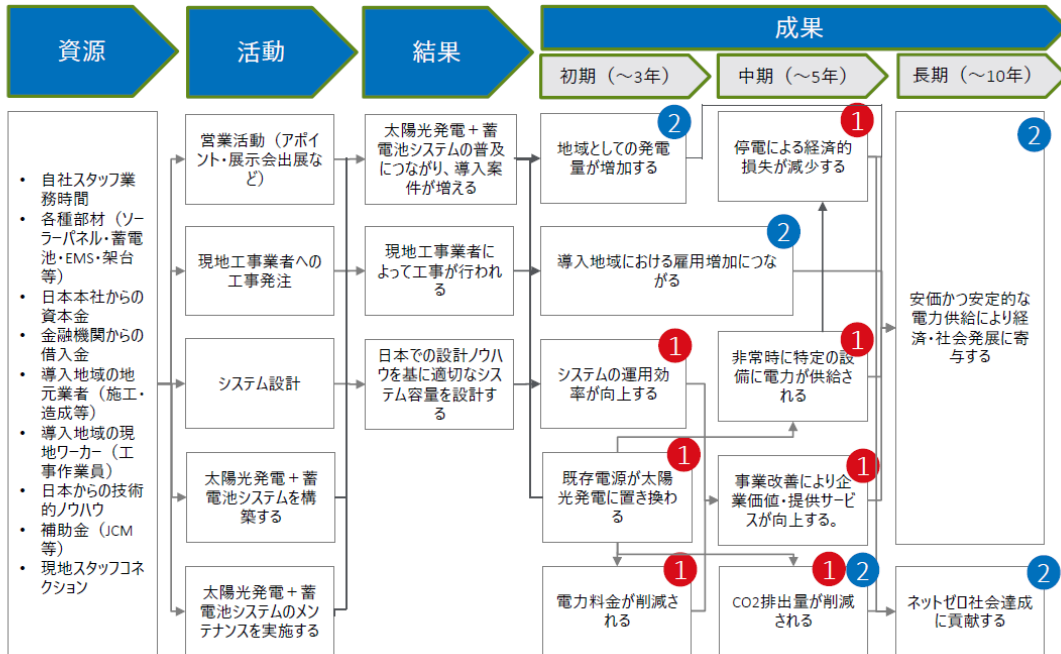 資源
活動
結果
成果
初期（～3年）
中期（～5年）
長期（～10年）
• 自社スタッフ業
務時間
• 各種部材（ソ
ラーパネル・蓄電
池・EMS・架台
等）
• 日本本社からの
資本金
• 金融機関からの
借入金
• 導入地域の地
元業者（施工・
造成等）
• 導入地域の現
地ワーカー（工
事作業員）
• 日本からの技術
的ノウハウ
• 補助金（JCM
等）
• 現地スタッフコネ
クション
営業活動（アポ
イント・展示会出展な
ど）
現地工事業者への
工事発注
システム設計
太陽光発電＋蓄
電池システムを構
築する
太陽光発電＋蓄
電池システムのメン
テナンスを実施する
太陽光発電＋蓄
電池システムの普及
につながり、導入案
件が増える
現地工事業者に
よって工事が行われ
る
日本での設計ノウハ
ウを基に適切なシス
テム容量を設計す
る
2
地域としての発電
量が増加する
2
導入地域における雇用増加につな
がる
1
システムの運用効
率が向上する
1
既存電源が太陽
光発電に置き換わ
る
1
電力料金が削減さ
れる
1
停電による経済的
損失が減少する
1
非常時に特定の設
備に電力が供給さ
れる
1
事業改善により企
業価値・提供サービ
スが向上する。
1 2
CO2排出量が削減
される
2
安価かつ安定的な
電力供給により経
済・社会発展に寄
与する
2
ネットゼロ社会達成
に貢献する